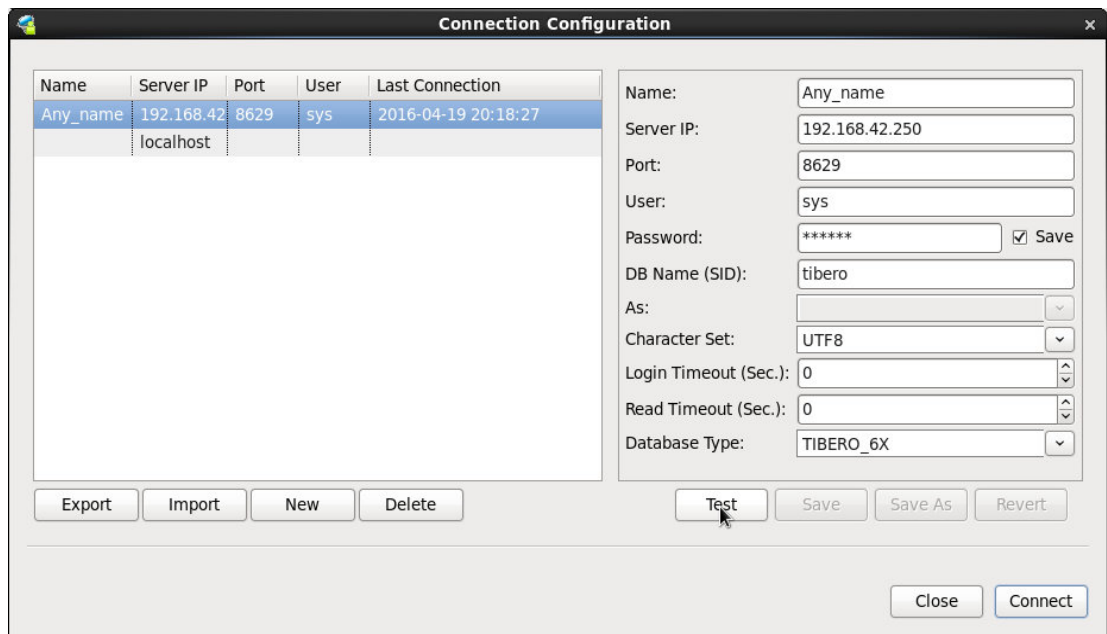 Connection Configuration
Name Server IP Port User Last Connection
Any_name 192.168.42 8629 sys 2016-04-19 20:18:27
localhost
Name: Any_name
Server IP: 192.168.42.250
Port: 8629
User: sys
Password: ****** Save
DB Name (SID): tibero
As:
Character Set: UTF8
Login Timeout (Sec.): 0
Read Timeout (Sec.): 0
Database Type: TIBERO_6X
Export Import New Delete Test Save Save As Revert
Close Connect